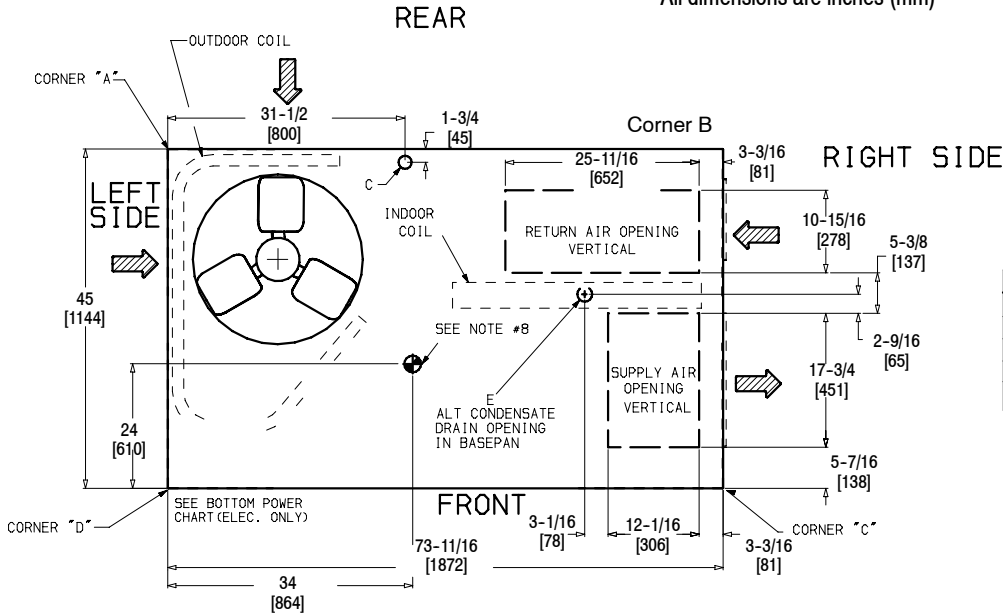 All dimensions are inches (mm)
REAR
OUTDOOR COIL
CORNER "A"
31-1/2
[800]
1-3/4
[45]
Corner B
3-3/16
[81]
RIGHT SIDE
25-11/16
[652]
C
LEFT
SIDE
INDOOR
COIL
RETURN AIR OPENING
VERTICAL
10-15/16
[278]
5-3/8
[137]
45
[1144]
SEE NOTE #8
2-9/16
[65]
17-3/4
[451]
SUPPLY AIR
OPENING
VERTICAL
E
ALT CONDENSATE
DRAIN OPENING
IN BASEPAN
24
[610]
5-7/16
[138]
SEE BOTTOM POWER
CHART(ELEC. ONLY)
FRONT
CORNER "D"
3-1/16
[78]
12-1/16
[306]
CORNER "C"
73-11/16
[1872]
3-3/16
[81]
34
[864]